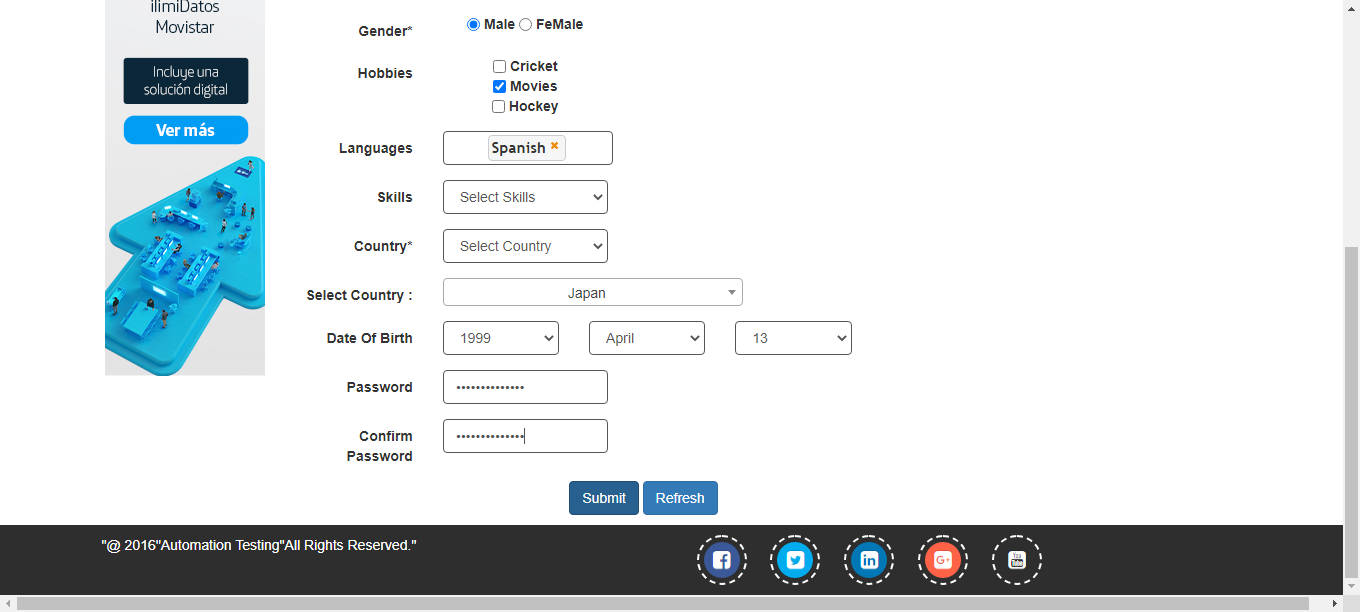 ilimiDatos
Movistar
Incluye una
solución digital
Ver más
Gender*
Male FeMale
Hobbies
Cricket
Movies
Hockey
Languages
Spanish
Skills
Select Skills
Country*
Select Country
Select Country :
Japan
Date Of Birth
1999
April
13
Password
Confirm
Password
Submit
Refresh
"@ 2016"Automation Testing"All Rights Reserved."
You
Tube